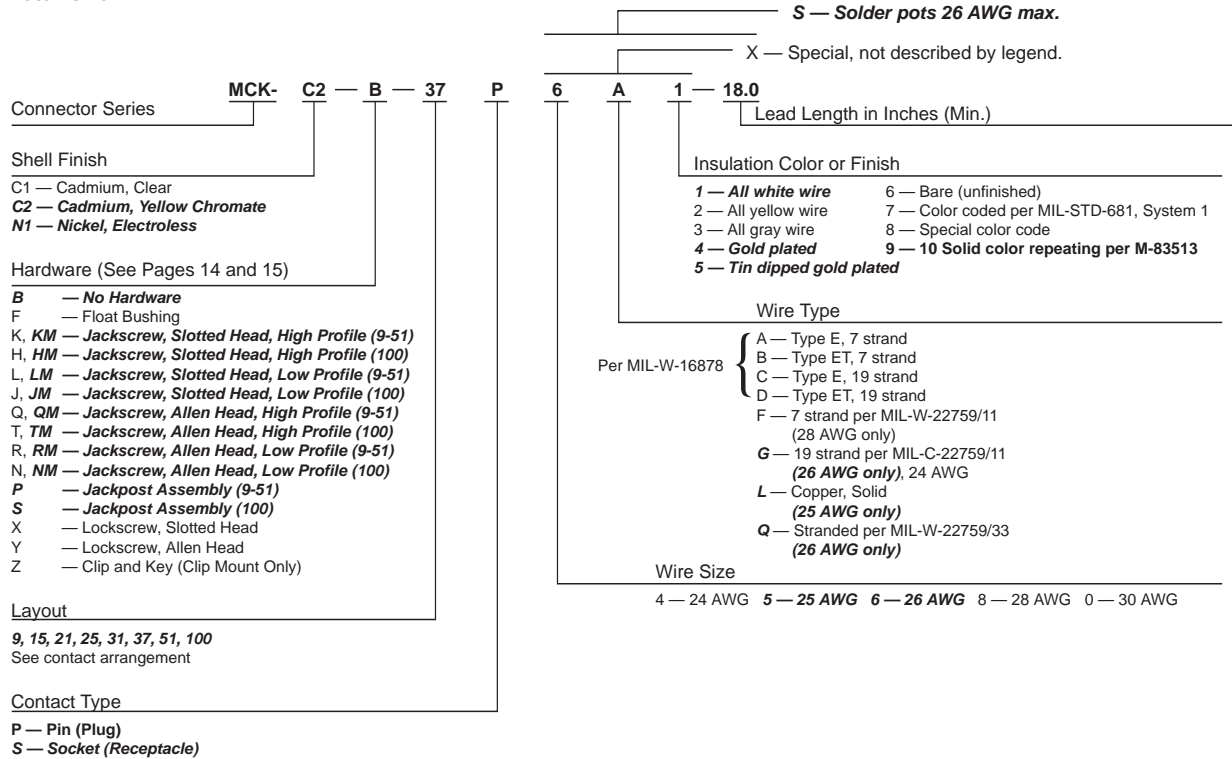 S — Solder pots 26 AWG max.
X — Special, not described by legend.
MCK- C2 — B — 37 P 6 A 1 — 18.0
Connector Series
Lead Length in Inches (Min.)
Shell Finish
C1 — Cadmium, Clear
C2 — Cadmium, Yellow Chromate
N1 — Nickel, Electroless
Insulation Color or Finish
1 — All white wire
2 — All yellow wire
3 — All gray wire
4 — Gold plated
5 — Tin dipped gold plated
6 — Bare (unfinished)
7 — Color coded per MIL-STD-681, System 1
8 — Special color code
9 — 10 Solid color repeating per M-83513
Hardware (See Pages 14 and 15)
B — No Hardware
F — Float Bushing
K, KM — Jackscrew, Slotted Head, High Profile (9-51)
H, HM — Jackscrew, Slotted Head, High Profile (100)
L, LM — Jackscrew, Slotted Head, Low Profile (9-51)
J, JM — Jackscrew, Slotted Head, Low Profile (100)
Q, QM — Jackscrew, Allen Head, High Profile (9-51)
T, TM — Jackscrew, Allen Head, High Profile (100)
R, RM — Jackscrew, Allen Head, Low Profile (9-51)
N, NM — Jackscrew, Allen Head, Low Profile (100)
P — Jackpost Assembly (9-51)
S — Jackpost Assembly (100)
X — Lockscrew, Slotted Head
Y — Lockscrew, Allen Head
Z — Clip and Key (Clip Mount Only)
Wire Type
Per MIL-W-16878
A — Type E, 7 strand
B — Type ET, 7 strand
C — Type E, 19 strand
D — Type ET, 19 strand
F — 7 strand per MIL-W-22759/11
(28 AWG only)
G — 19 strand per MIL-C-22759/11
(26 AWG only), 24 AWG
L — Copper, Solid
(25 AWG only)
Q — Stranded per MIL-W-22759/33
(26 AWG only)
Wire Size
4 — 24 AWG 5 — 25 AWG 6 — 26 AWG 8 — 28 AWG 0 — 30 AWG
Layout
9, 15, 21, 25, 31, 37, 51, 100
See contact arrangement
Contact Type
P — Pin (Plug)
S — Socket (Receptacle)